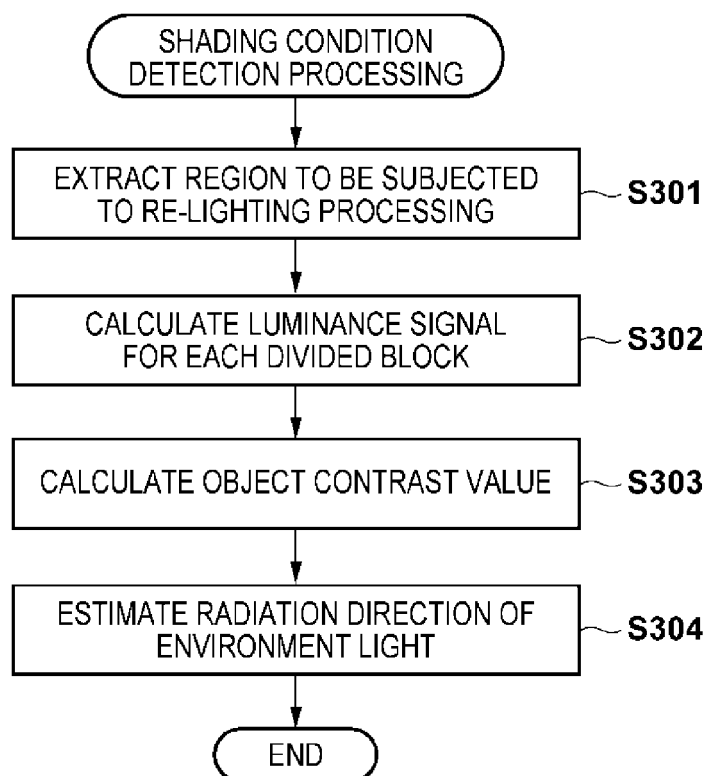 SHADING CONDITION
DETECTION PROCESSING
EXTRACT REGION TO BE SUBJECTED
TO RE-LIGHTING PROCESSING
S301
CALCULATE LUMINANCE SIGNAL
FOR EACH DIVIDED BLOCK
S302
CALCULATE OBJECT CONTRAST VALUE
S303
ESTIMATE RADIATION DIRECTION OF
ENVIRONMENT LIGHT
S304
END